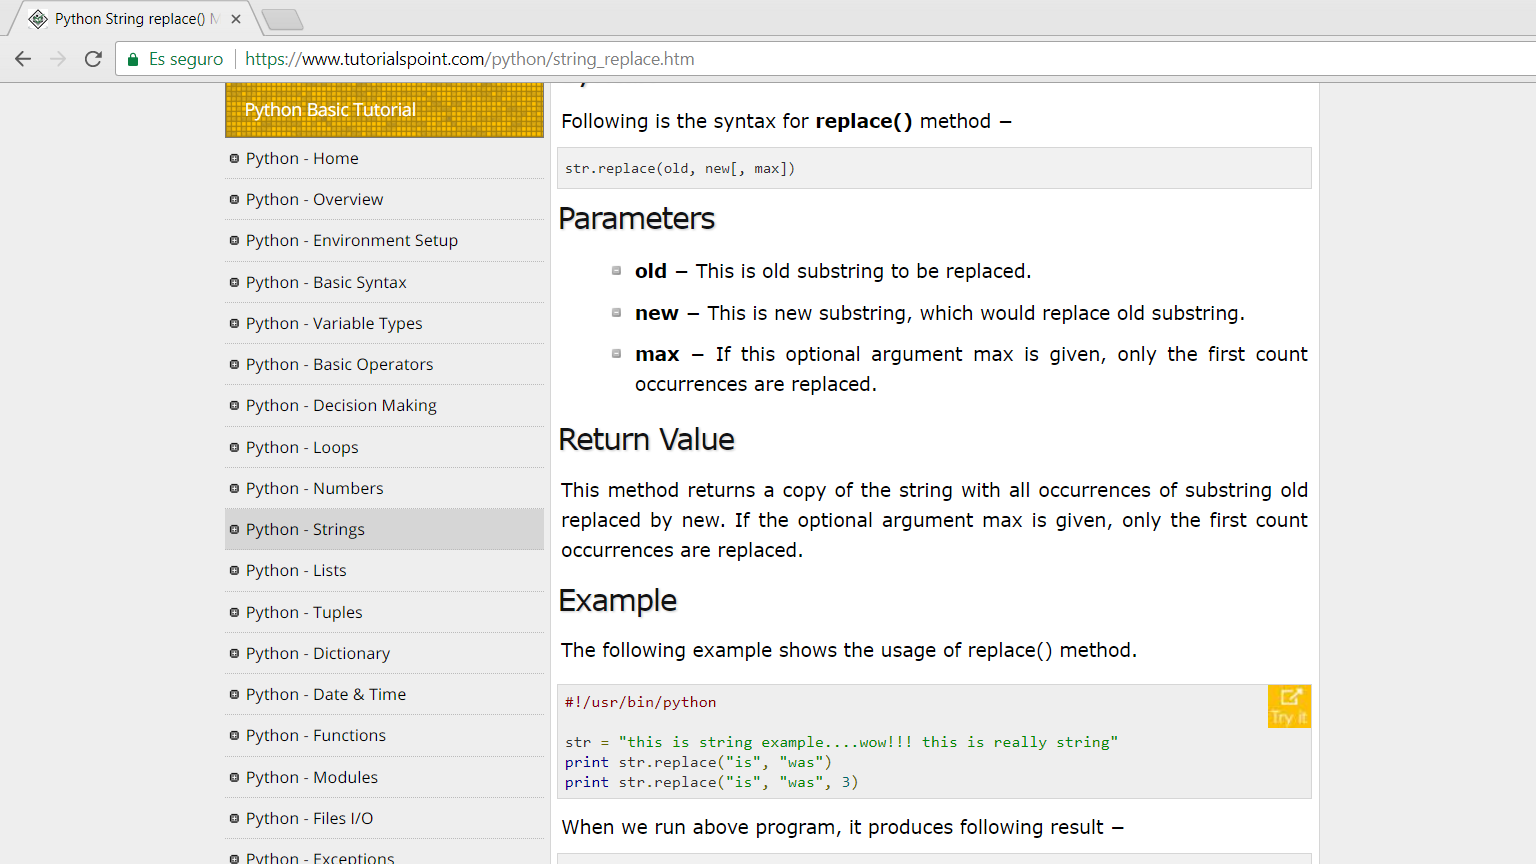 Python String replace() M
Es seguro
https://www.tutorialspoint.com/python/string_replace.htm
Python Basic Tutorial
Python - Home
Python - Overview
Python - Environment Setup
Python - Basic Syntax
Python - Variable Types
Python - Basic Operators
Python - Decision Making
Python - Loops
Python - Numbers
Python - Strings
Python - Lists
Python - Tuples
Python - Dictionary
Python - Date & Time
Python - Functions
Python - Modules
Python - Files I/O
Python - Exceptions
Following is the syntax for replace() method −
str.replace(old, new[, max])
Parameters
old − This is old substring to be replaced.
new − This is new substring, which would replace old substring.
max − If this optional argument max is given, only the first count
occurrences are replaced.
Return Value
This method returns a copy of the string with all occurrences of substring old
replaced by new. If the optional argument max is given, only the first count
occurrences are replaced.
Example
The following example shows the usage of replace() method.
#!/usr/bin/python
Try it
str = "this is string example....wow!!! this is really string"
print str.replace("is", "was")
print str.replace("is", "was", 3)
When we run above program, it produces following result −